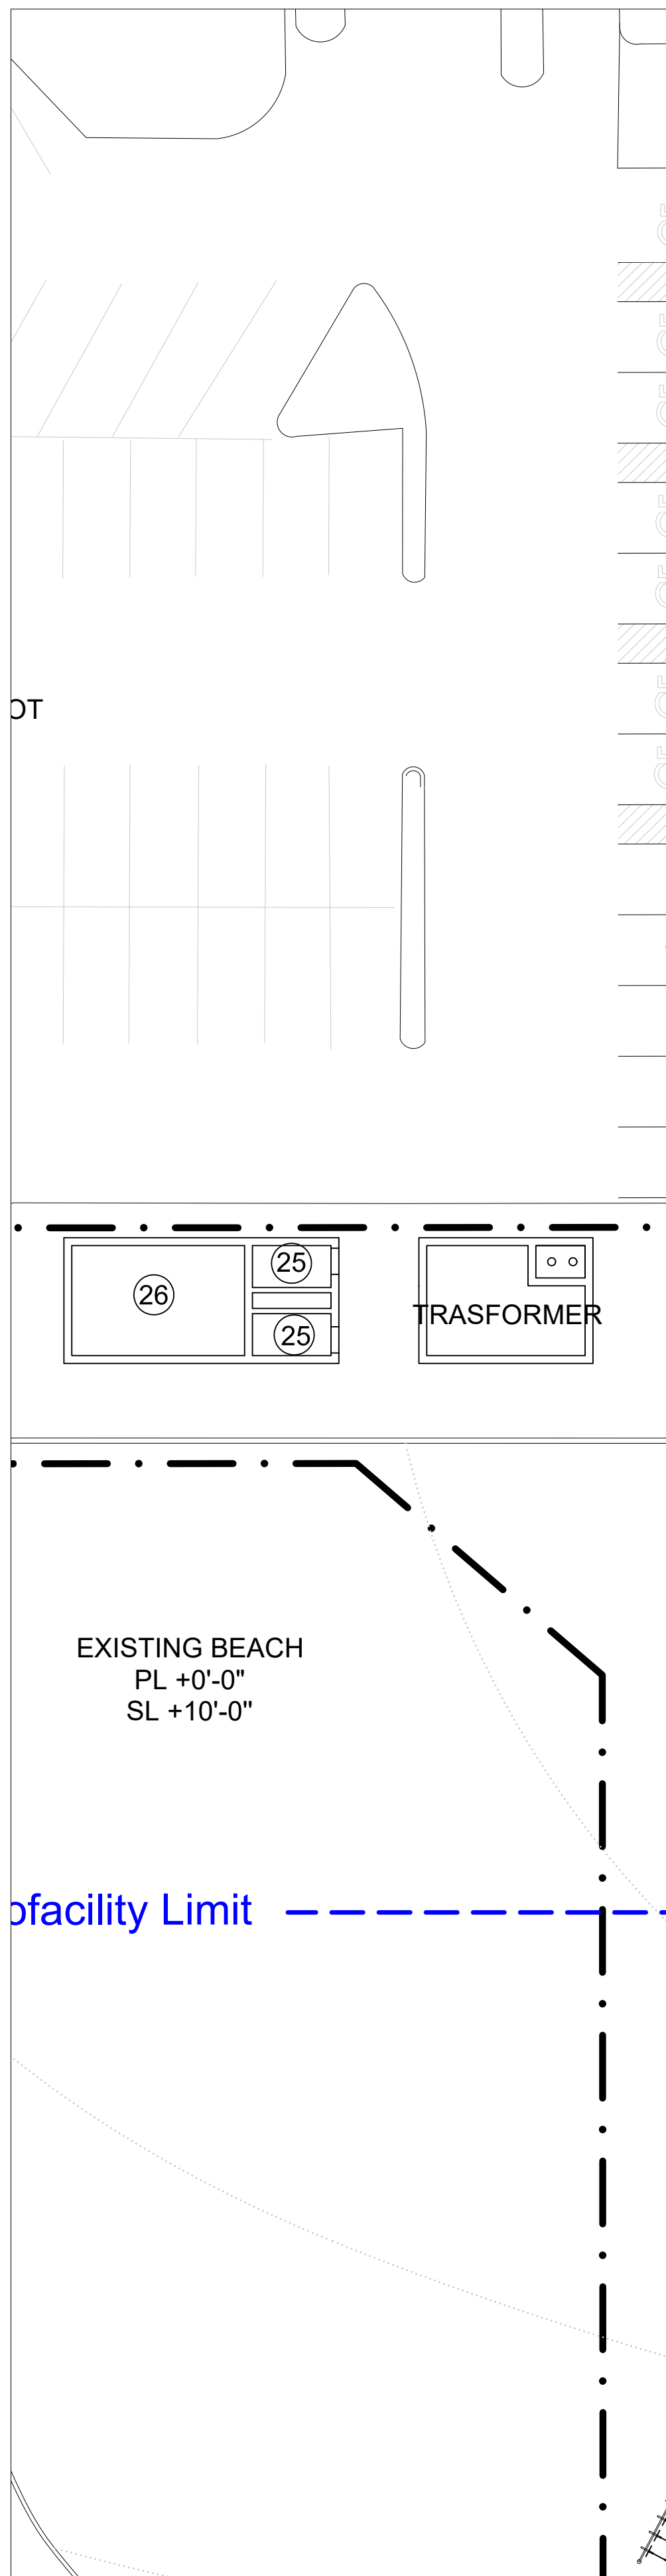 OT
25
26
25
TRASFORMER
EXISTING BEACH
PL +0'-0"
SL +10'-0"
ofacility Limit